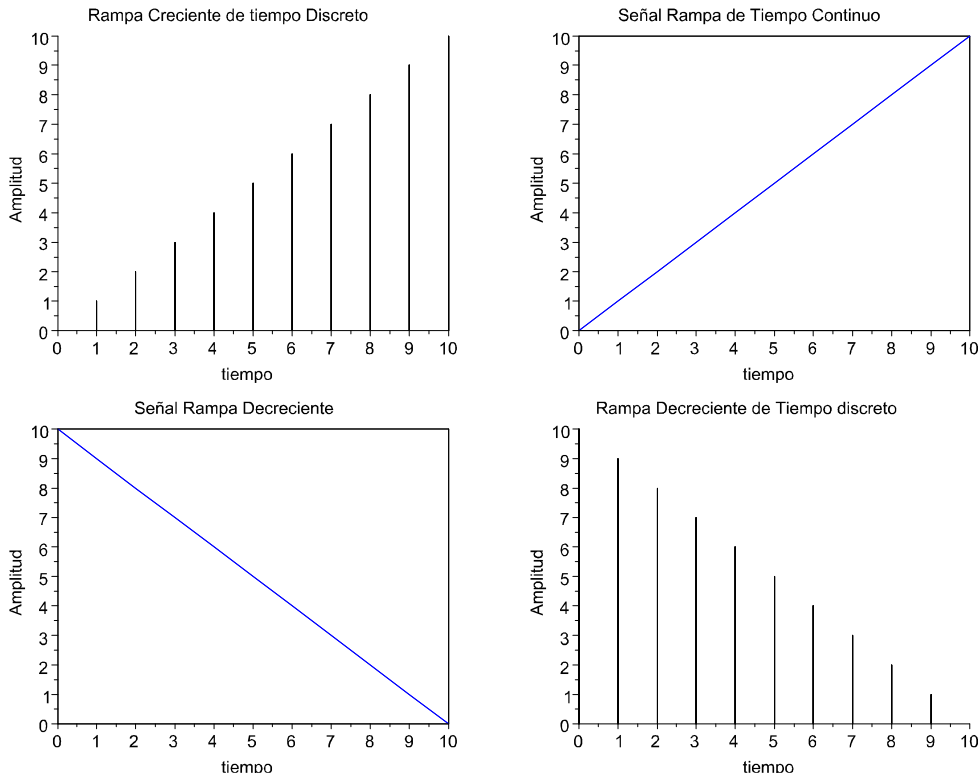 Rampa Creciente de tiempo Discreto
10
9
8
7
6
5
4
3
2
1
0
Amplitud
0 1 2 3 4 5 6 7 8 9 10
tiempo
Señal Rampa de Tiempo Continuo
10
9
8
7
6
5
4
3
2
1
0
Amplitud
0 1 2 3 4 5 6 7 8 9 10
tiempo
Señal Rampa Decreciente
10
9
8
7
6
5
4
3
2
1
0
Amplitud
0 1 2 3 4 5 6 7 8 9 10
tiempo
Rampa Decreciente de Tiempo discreto
10
9
8
7
6
5
4
3
2
1
0
Amplitud
0 1 2 3 4 5 6 7 8 9 10
tiempo